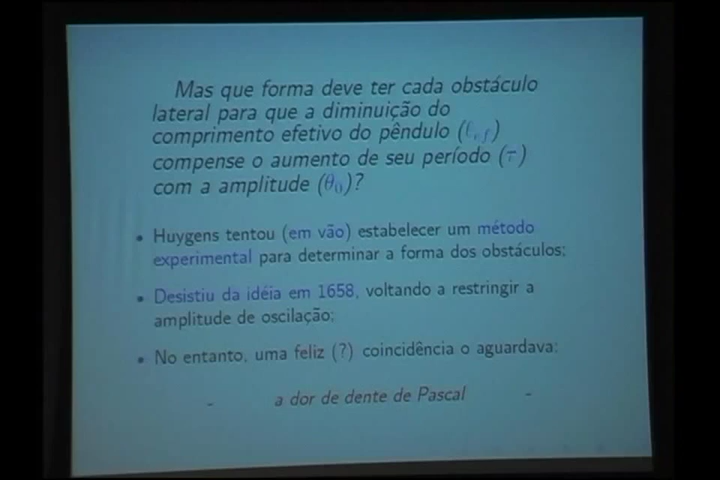 Mas que forma deve ter cada obstáculo
lateral para que a diminuição do
comprimento efetivo do pêndulo (ℓef)
compense o aumento de seu período (τ)
com a amplitude (θ0)?
• Huygens tentou (em vão) estabelecer um método
experimental para determinar a forma dos obstáculos;
• Desistiu da idéia em 1658, voltando a restringir a
amplitude de oscilação;
• No entanto, uma feliz (?) coincidência o aguardava:
- a dor de dente de Pascal -